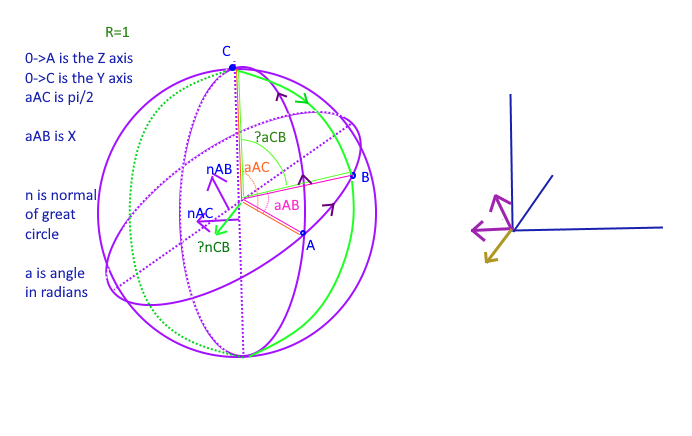 R=1
C
0->A is the Z axis
0->C is the Y axis
aAC is pi/2
?aCB
aAB is X
nAB
aAC
B
n is normal
of great
circle
aAB
nAC
?nCB
A
a is angle
in radians